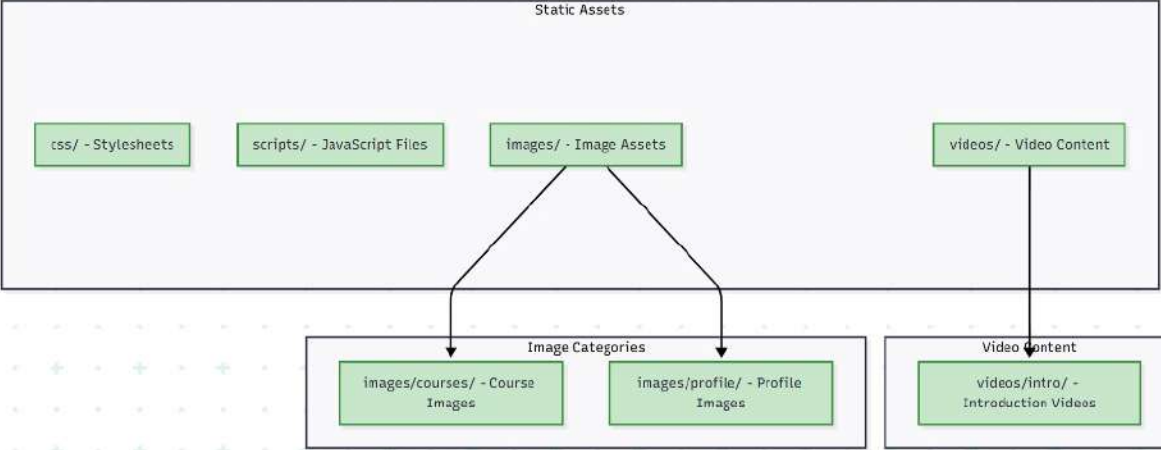 Static Assets
css/ - Stylesheets
scripts/ - JavaScript Files
images/ - Image Assets
videos/ - Video Content
Image Categories
Video Content
images/courses/ - Course
Images
images/profile/ - Profile
Images
videos/intro/ -
Introduction Videos